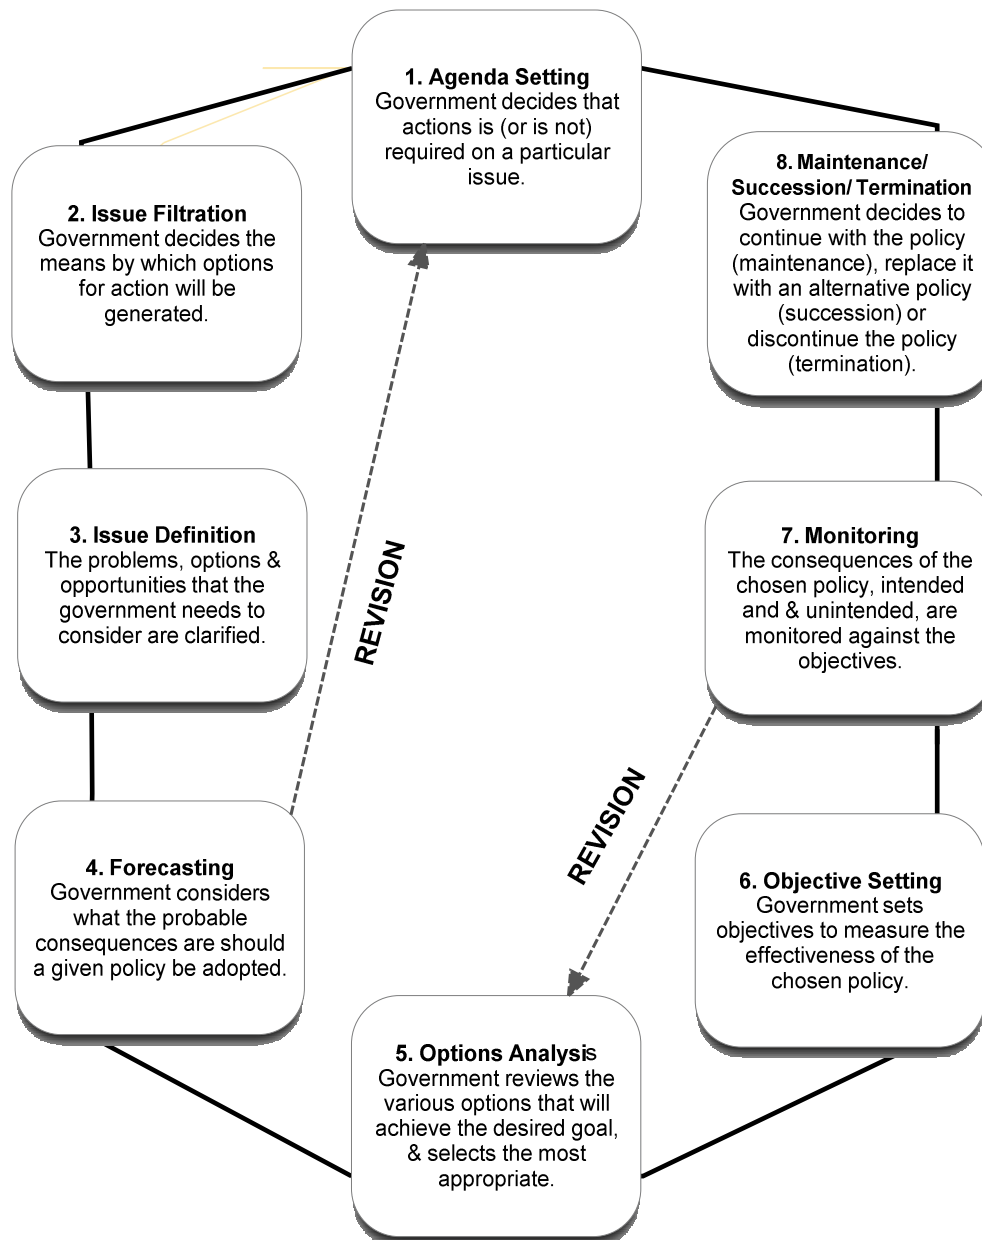 1. Agenda Setting
Government decides that
actions is (or is not)
required on a particular
issue.
2. Issue Filtration
Government decides the
means by which options
for action will be
generated.
3. Issue Definition
The problems, options &
opportunities that the
government needs to
consider are clarified.
4. Forecasting
Government considers
what the probable
consequences are should
a given policy be adopted.
5. Options Analysis
Government reviews the
various options that will
achieve the desired goal,
& selects the most
appropriate.
6. Objective Setting
Government sets
objectives to measure the
effectiveness of the
chosen policy.
7. Monitoring
The consequences of the
chosen policy, intended
and & unintended, are
monitored against the
objectives.
8. Maintenance/
Succession/ Termination
Government decides to
continue with the policy
(maintenance), replace it
with an alternative policy
(succession) or
discontinue the policy
(termination).
REVISION
REVISION